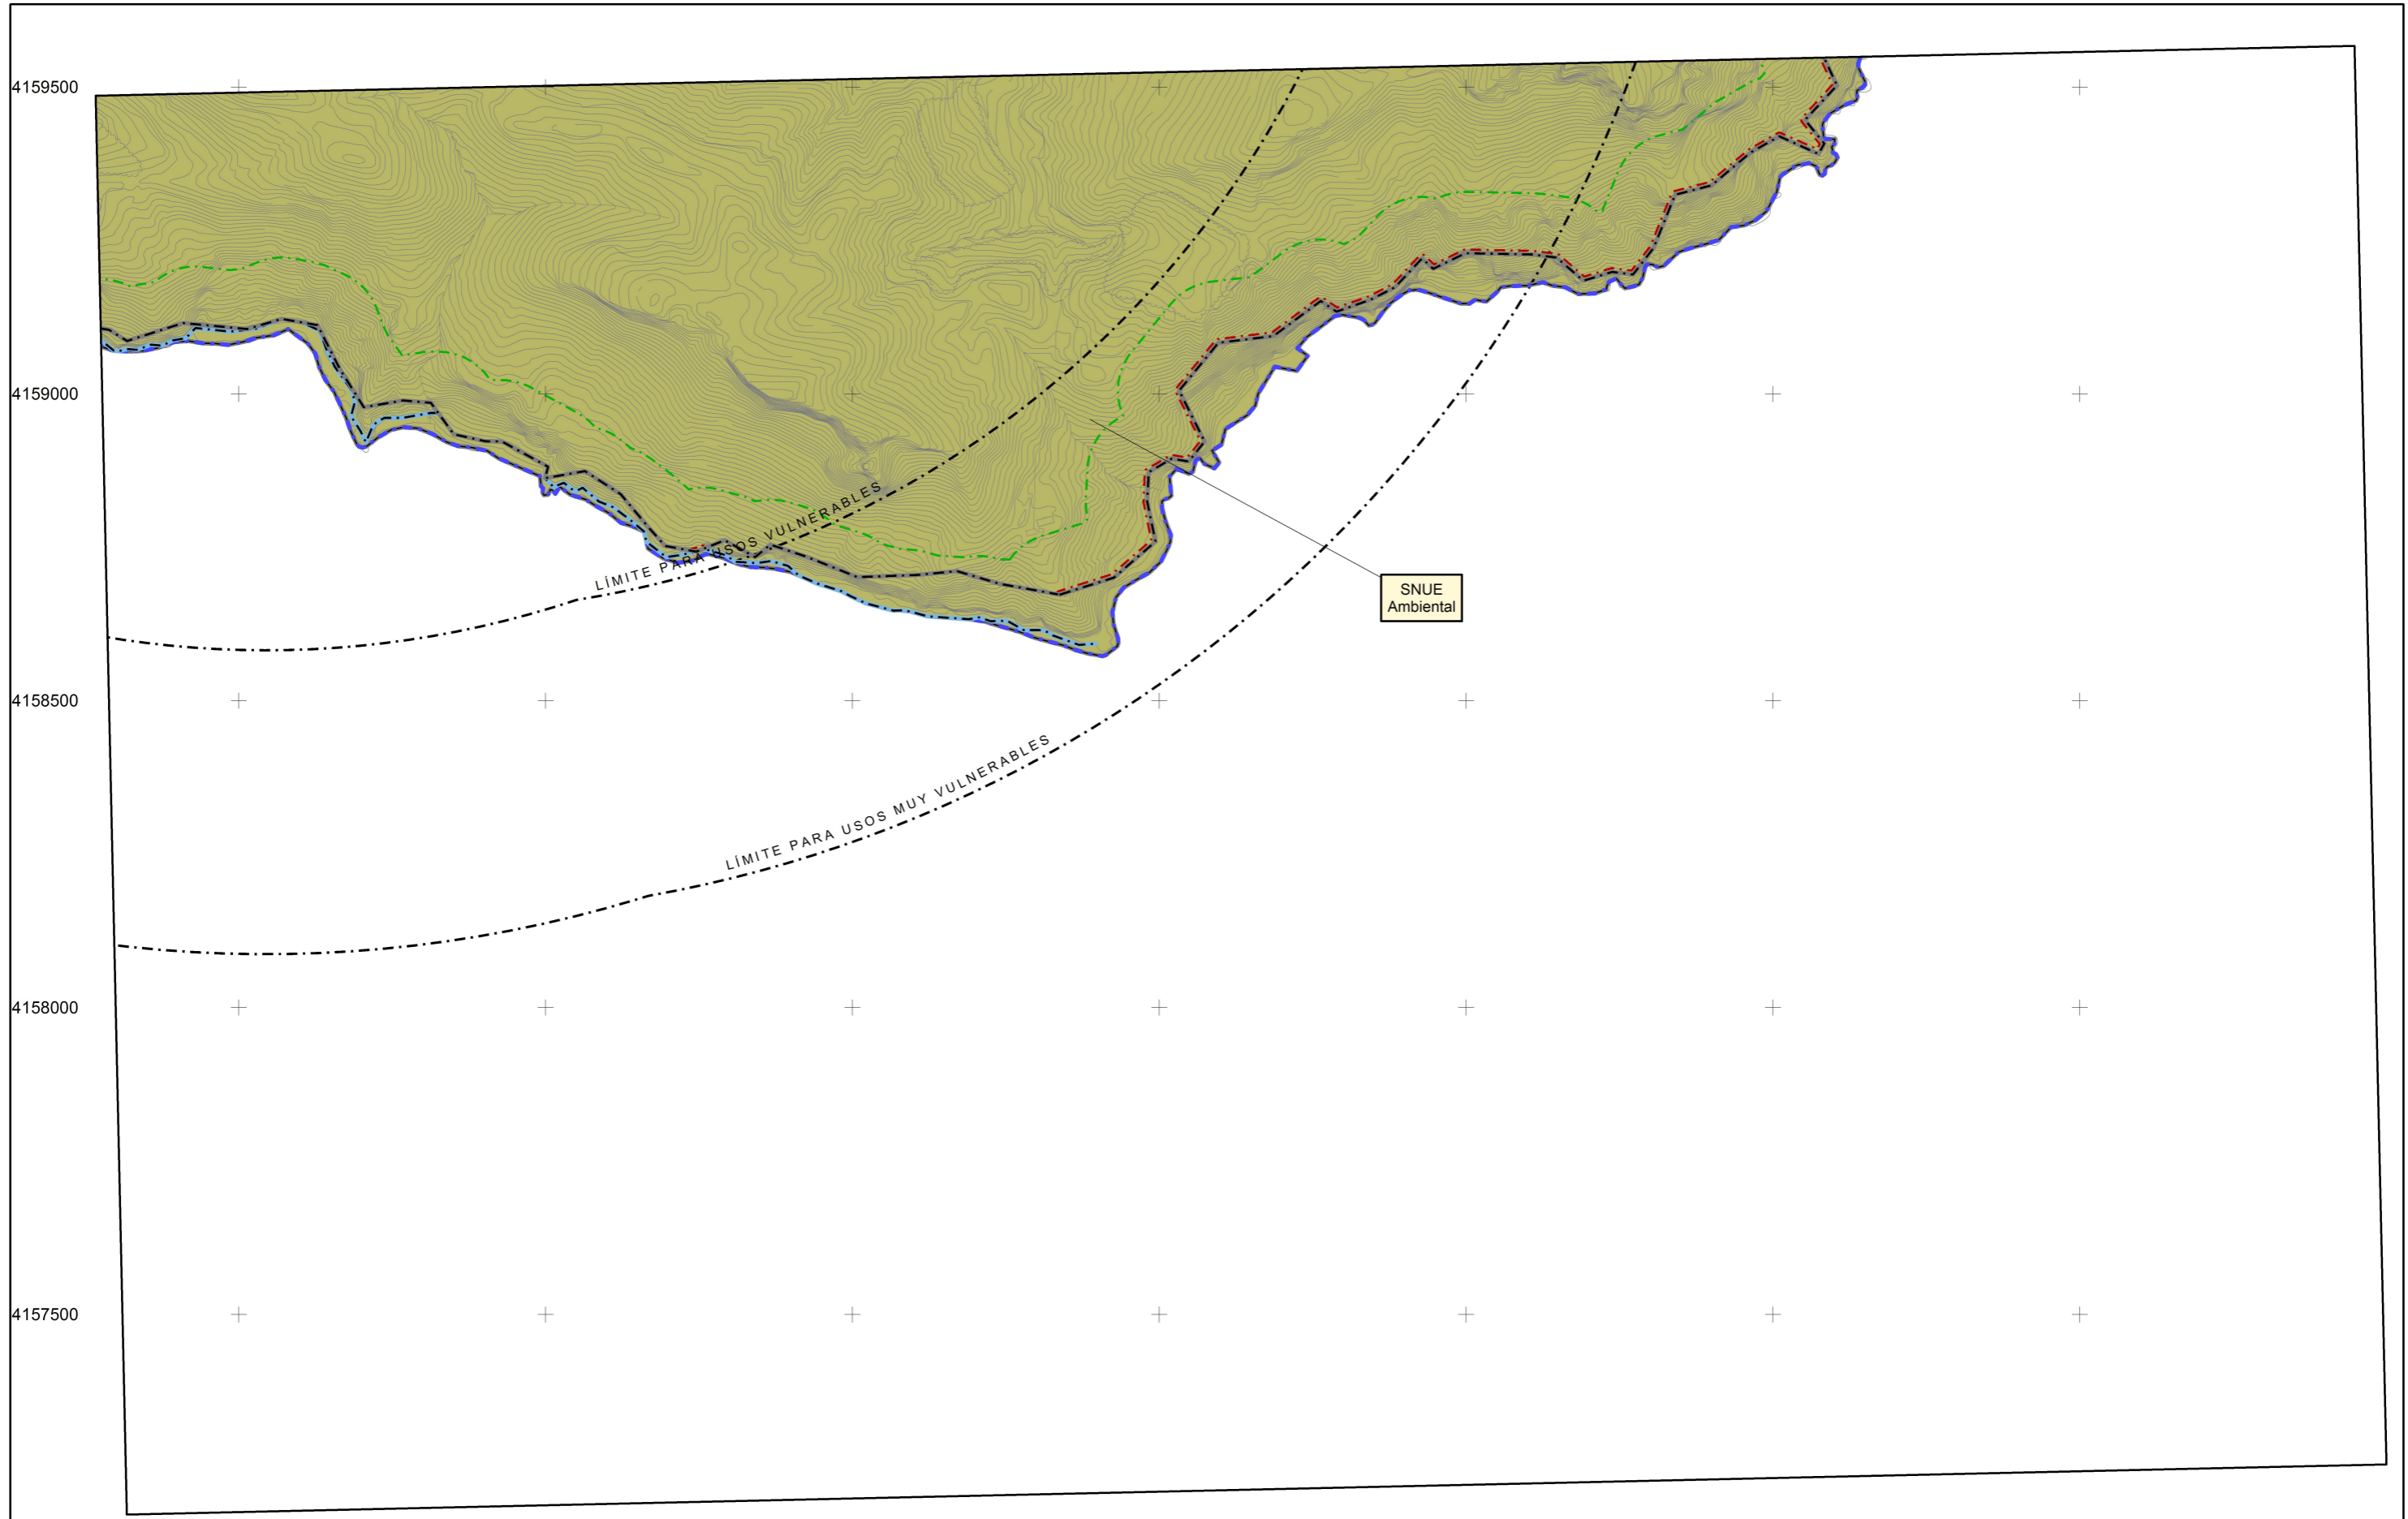 4159500
4159000
LÍMITE PARA USOS VULNERABLES
SNUE
Ambiental
4158500
LÍMITE PARA USOS MUY VULNERABLES
4158000
4157500